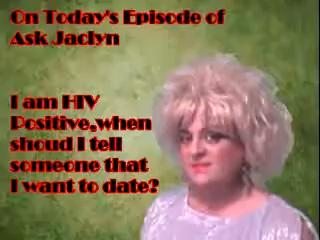 On Today's Episode of
Ask Jaclyn
I am HIV
Positive,when
shoud I tell
someone that
I want to date?